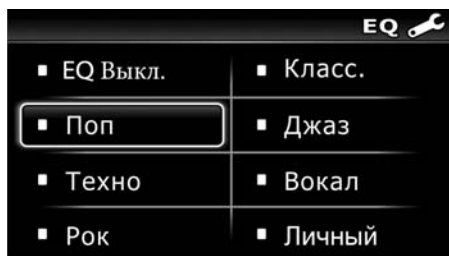 EQ
EQ Выкл.
Класс.
Поп
Джаз
Техно
Вокал
Рок
Личный